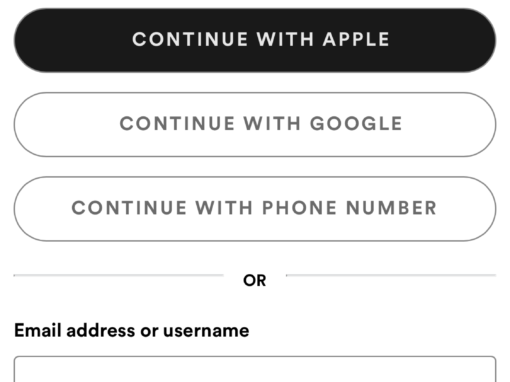 CONTINUE WITH APPLE
CONTINUE WITH GOOGLE
CONTINUE WITH PHONE NUMBER
OR
Email address or username